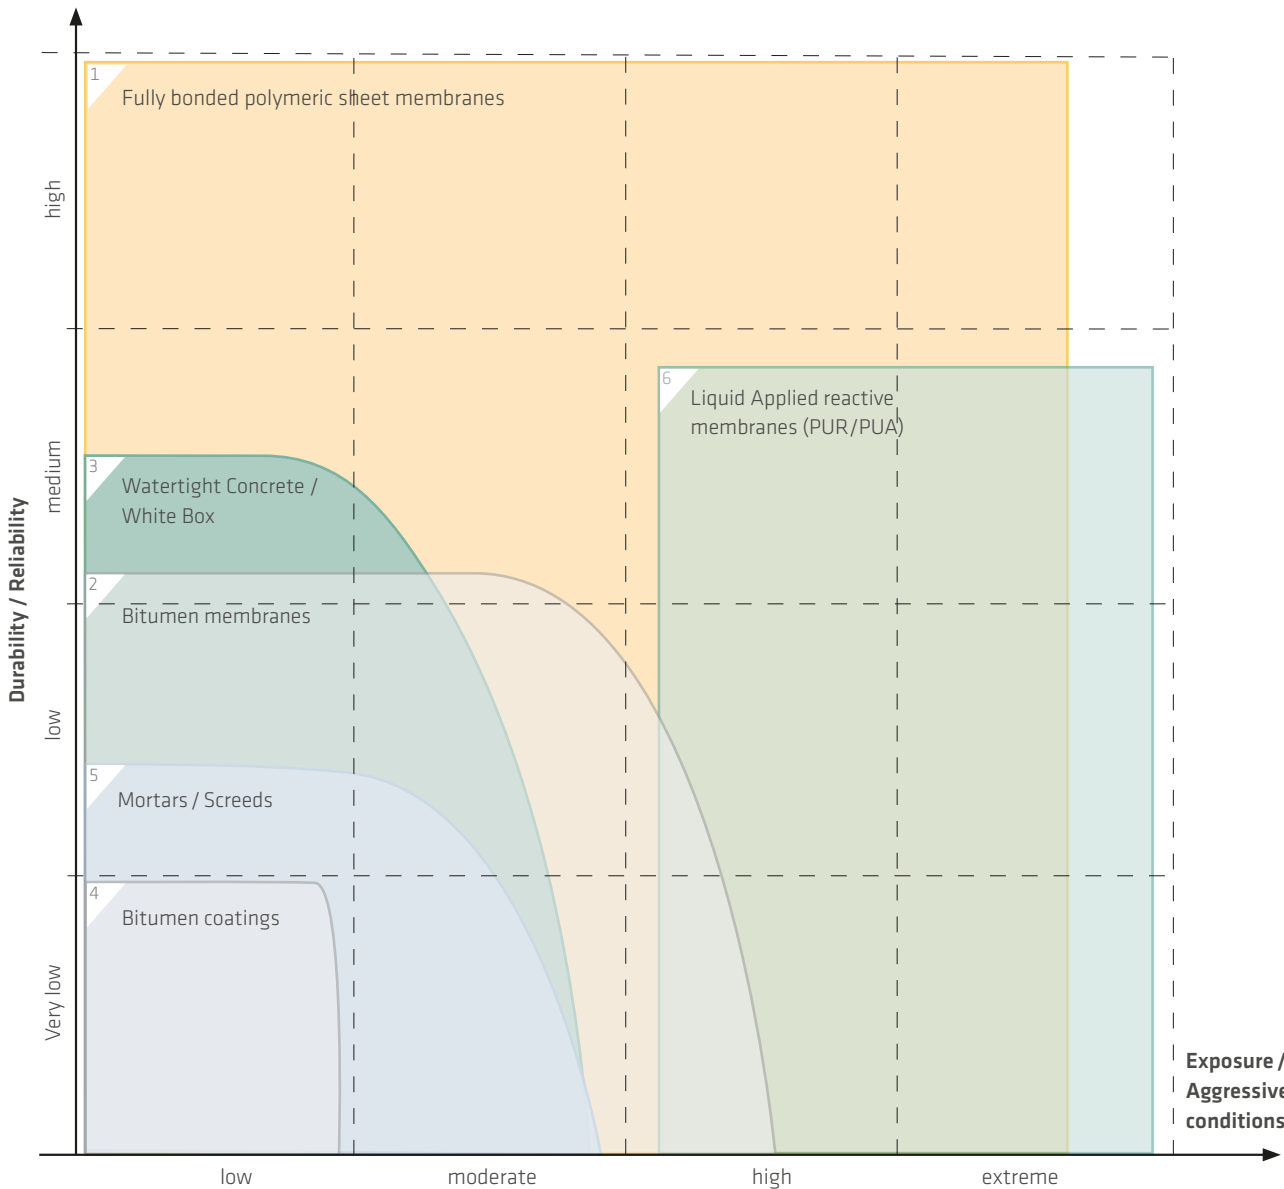 1
Fully bonded polymeric sheet membranes
high
6
Liquid Applied reactive
membranes (PUR/PUA)
medium
3
Watertight Concrete /
White Box
Durability / Reliability
2
Bitumen membranes
low
5
Mortars / Screeds
4
Bitumen coatings
Very low
Exposure /
Aggressive
conditions
low
moderate
high
extreme